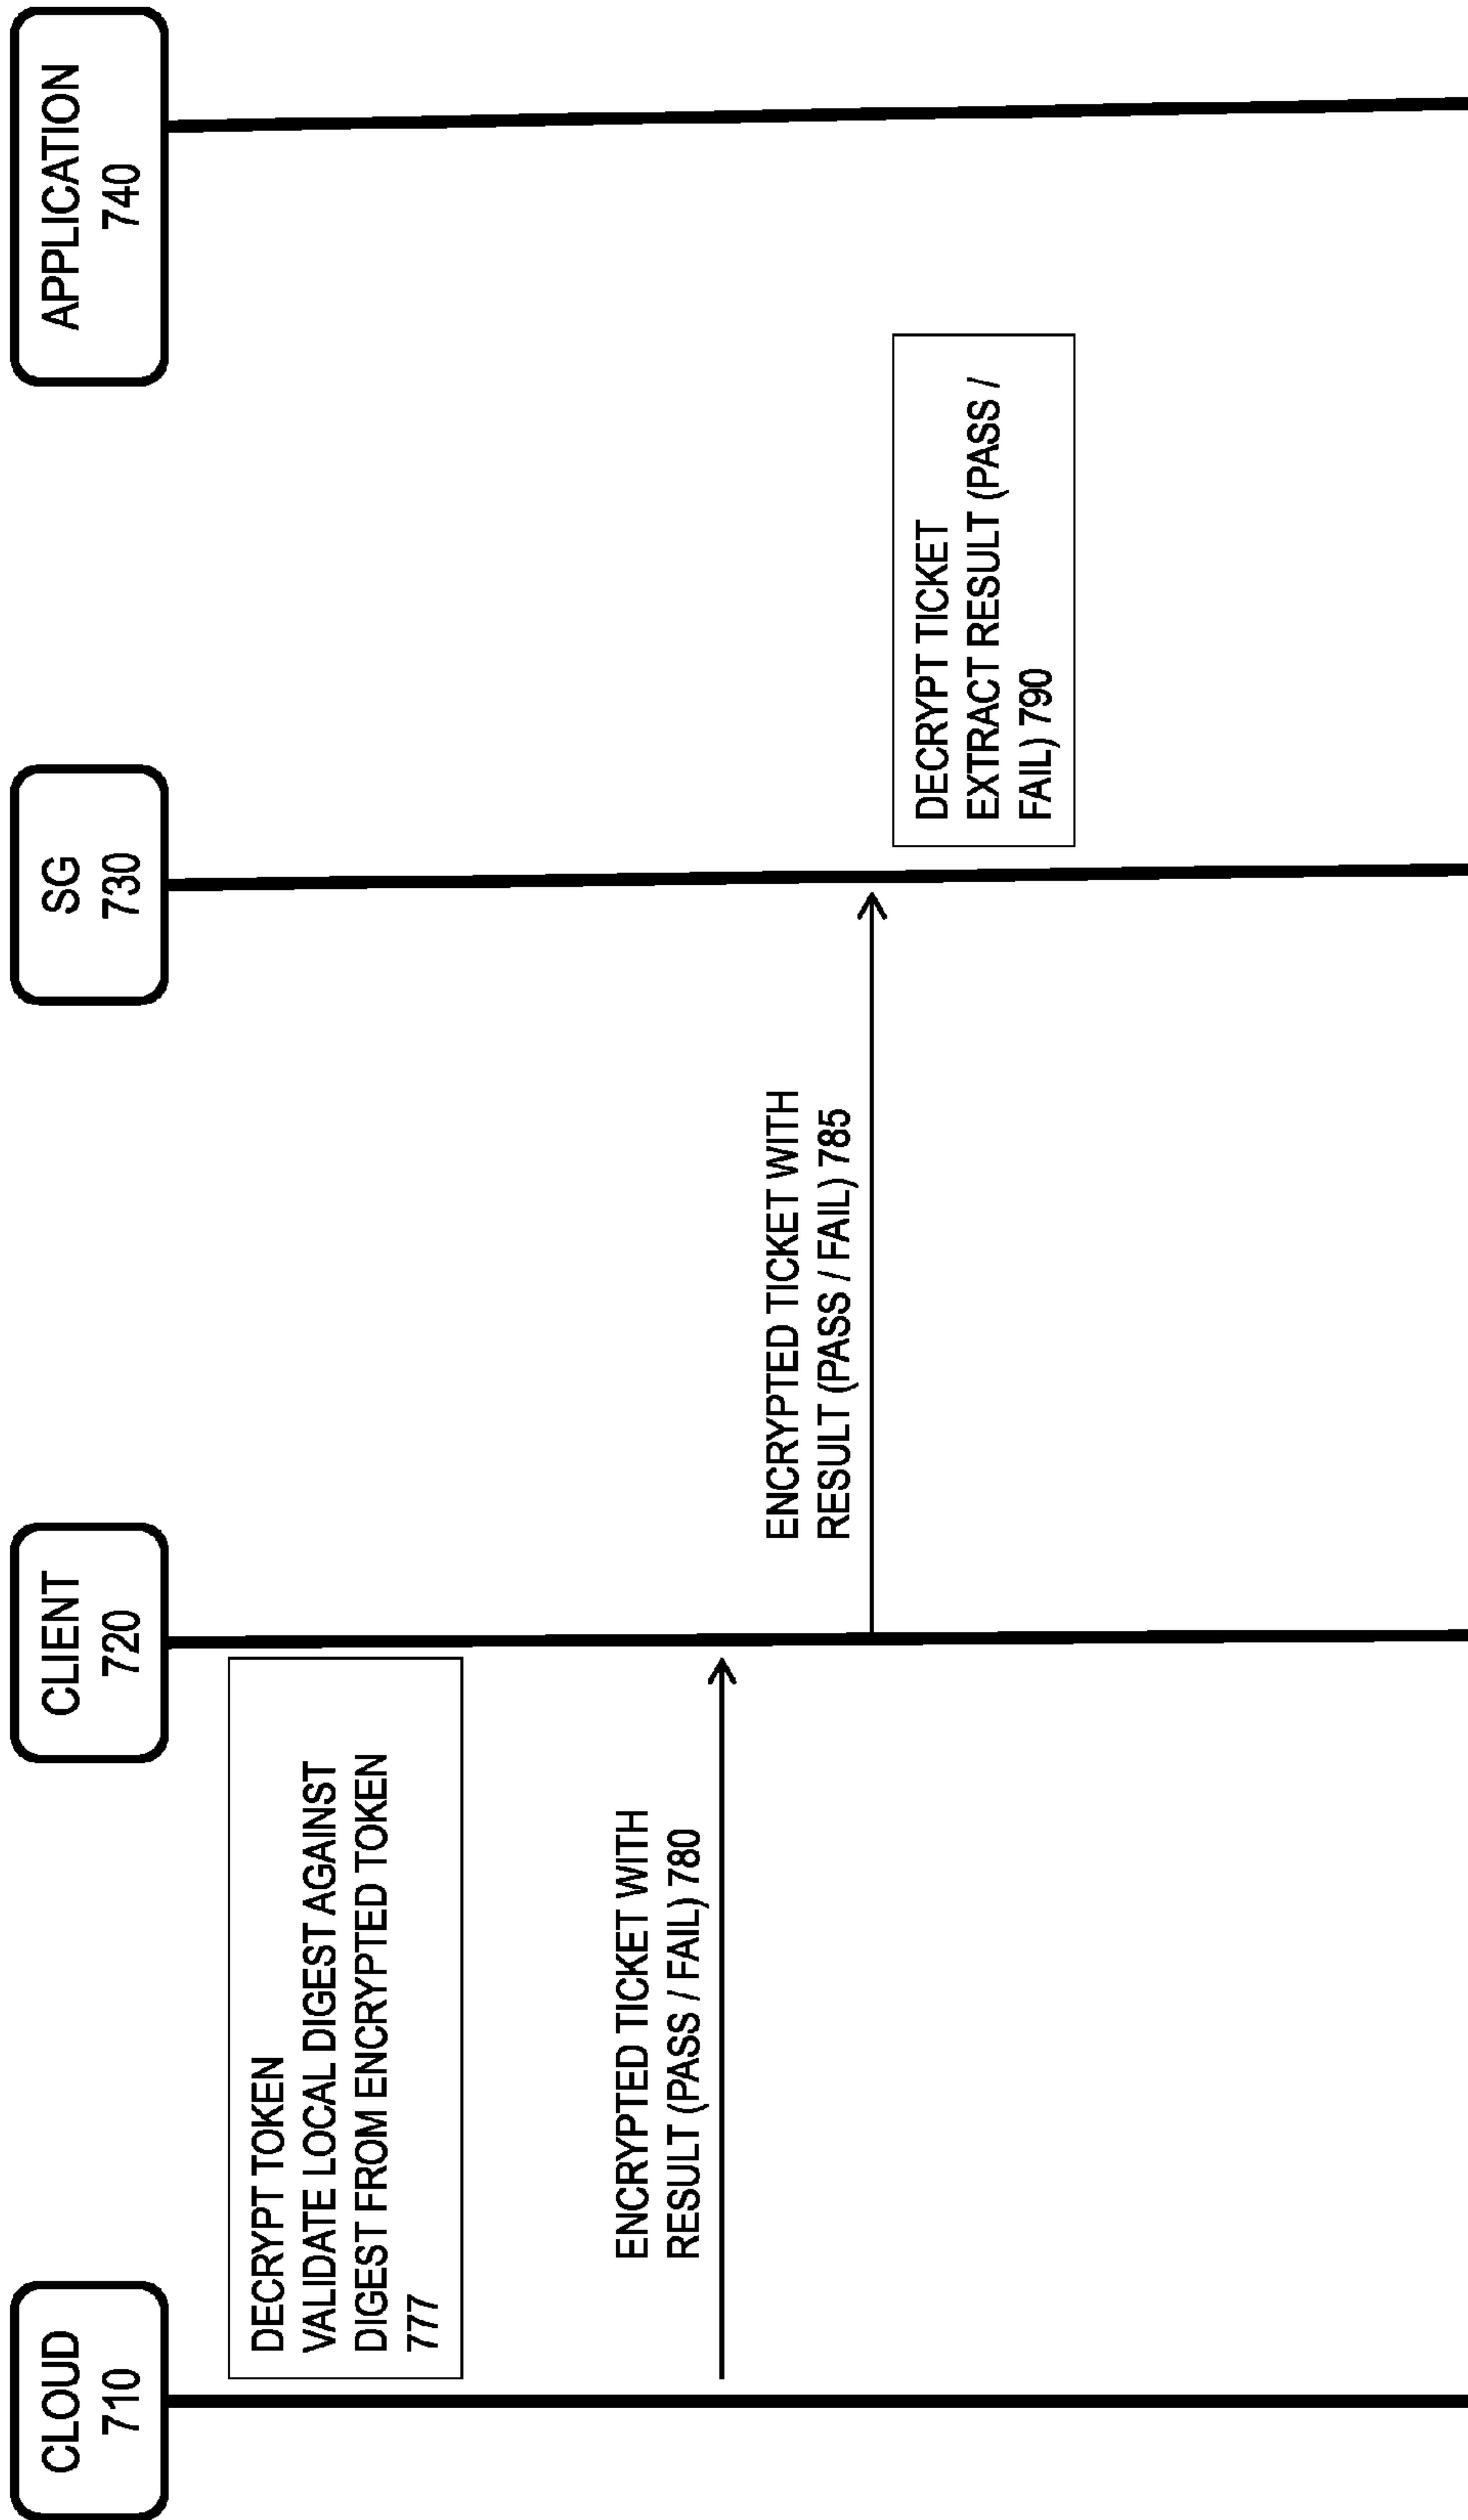 CLOUD
710
CLIENT
720
SG
730
APPLICATION
740
DECRYPT TOKEN
VALIDATE LOCAL DIGEST AGAINST
DIGEST FROM ENCRYPTED TOKEN
777
ENCRYPTED TICKET WITH
RESULT (PASS / FAIL) 780
ENCRYPTED TICKET WITH
RESULT (PASS / FAIL) 785
DECRYPT TICKET
EXTRACT RESULT (PASS /
FAIL) 790